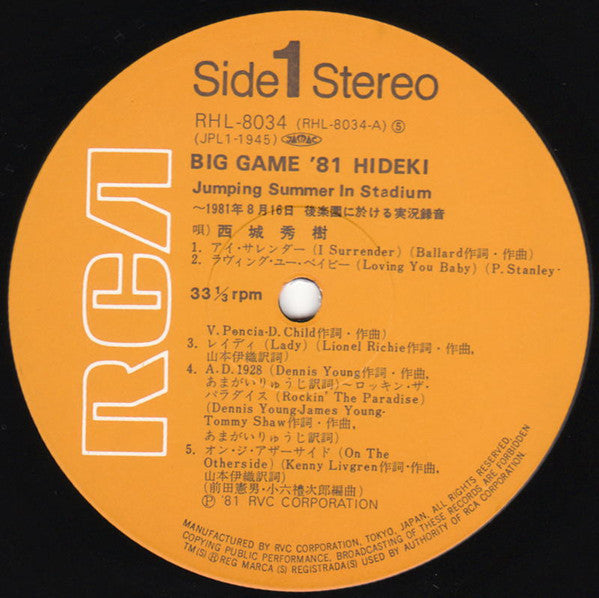 Side 1 Stereo
RHL-8034 (RHL-8034-A) Ⓢ
(JPL1-1945)
BIG GAME '81 HIDEKI
Jumping Summer In Stadium
〜1981年8月16日 後楽園に於ける実況録音
唄) 西城秀樹
1. アイ・サレンダー (I Surrender) (Ballard作詞・作曲)
2. ラヴィング・ユー・ベイビー (Loving You Baby) (P. Stanley-
33 1/3 rpm
V. Pencia-D. Child作詞・作曲)
3. レイディ (Lady) (Lionel Richie作詞・作曲,
山本伊織訳詞)
4. A.D. 1928 (Dennis Young作詞・作曲,
あまがいりゅうじ訳詞)〜ロッキン・ザ・
パラダイス (Rockin' The Paradise)
(Dennis Young-James Young-
Tommy Shaw作詞・作曲,
あまがいりゅうじ訳詞)
5. オン・ジ・アザーサイド (On The
Otherside) (Kenny Livgren作詞・作曲,
山本伊織訳詞)
(前田憲男・小六禮次郎編曲)
Ⓟ '81 RVC CORPORATION
RCA
MANUFACTURED BY RVC CORPORATION, TOKYO, JAPAN. ALL RIGHTS RESERVED.
COPYING PUBLIC PERFORMANCE, BROADCASTING OF THESE RECORDS ARE FORBIDDEN
TM(S) ® REG MARCA (S) REGISTRADA(S) USED BY AUTHORITY OF RCA CORPORATION.